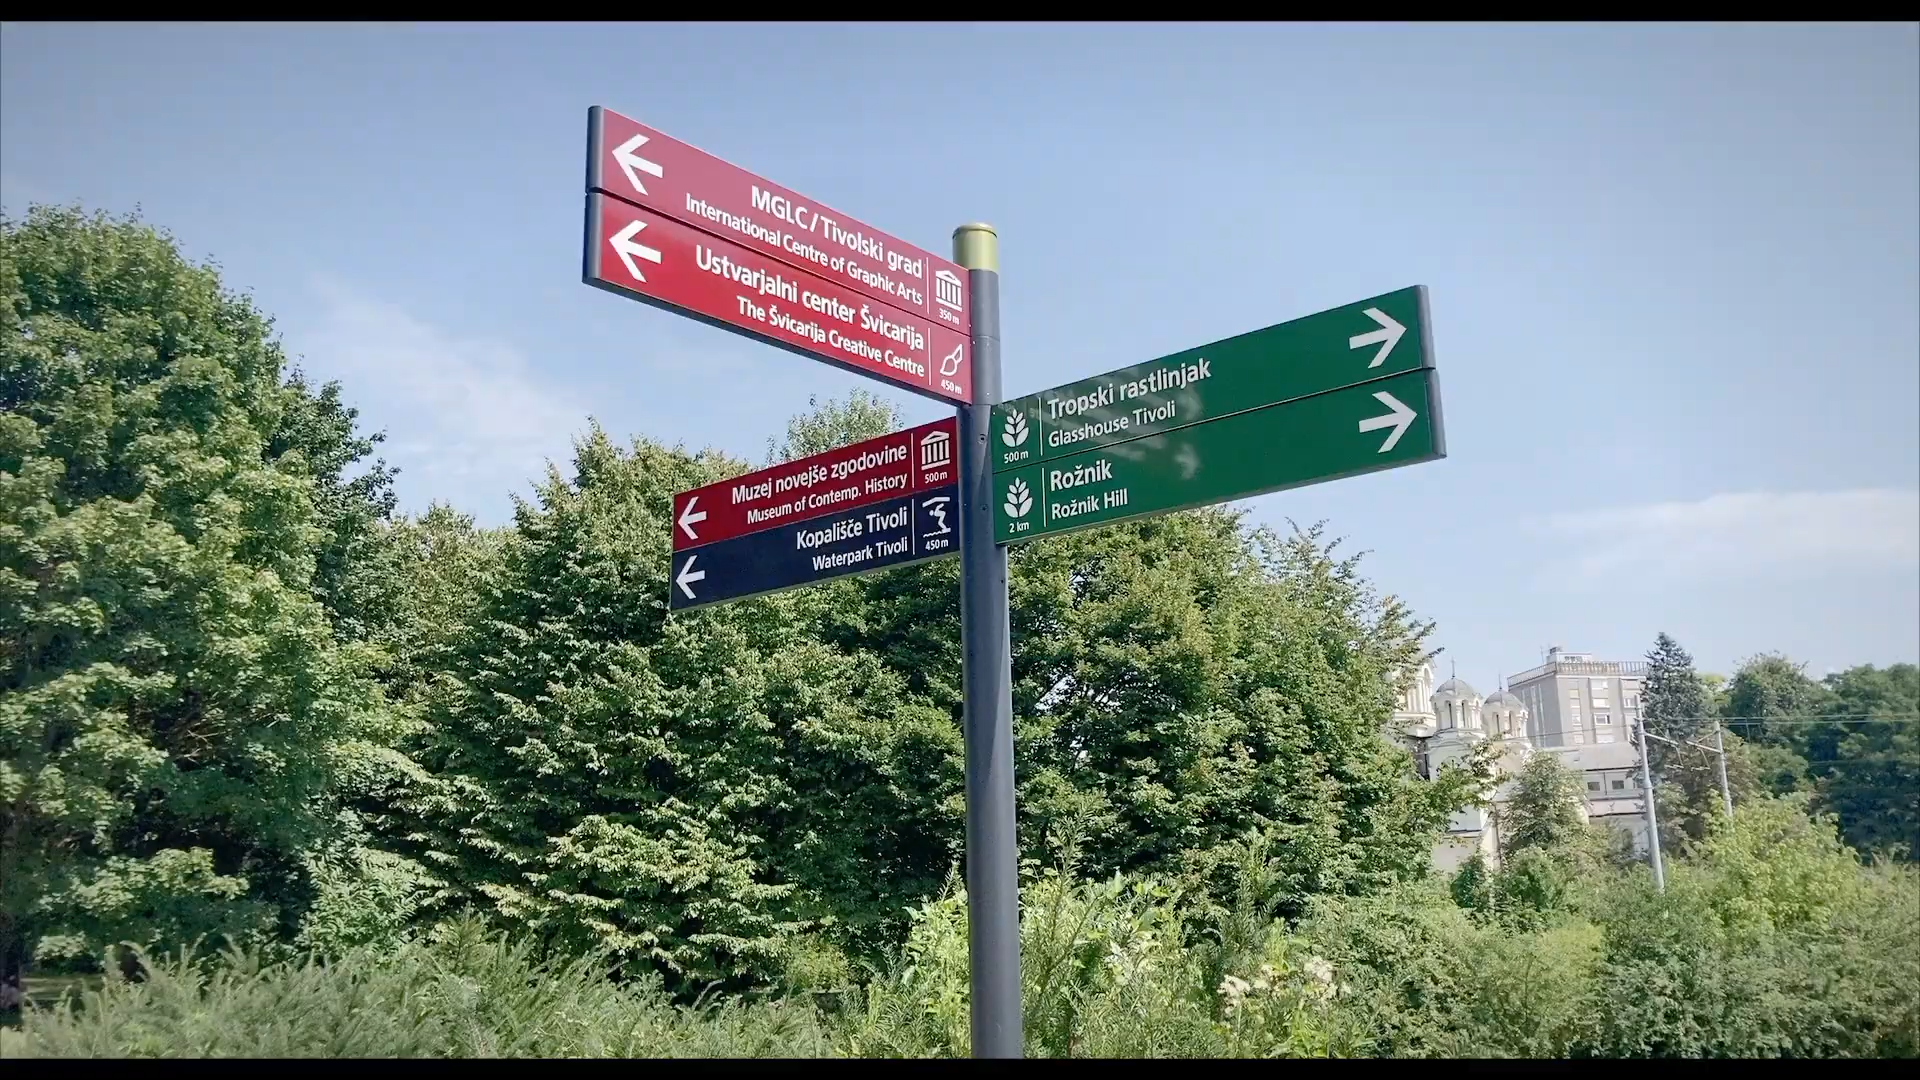 MGLC/Tivolski grad
International Centre of Graphic Arts
350 m
Ustvarjalni center Švicarija
The Švicarija Creative Centre
450 m
Tropski rastlinjak
Glasshouse Tivoli
500 m
Rožnik
Rožnik Hill
2 km
Muzej novejše zgodovine
Museum of Contemp. History
500 m
Kopališče Tivoli
Waterpark Tivoli
450 m